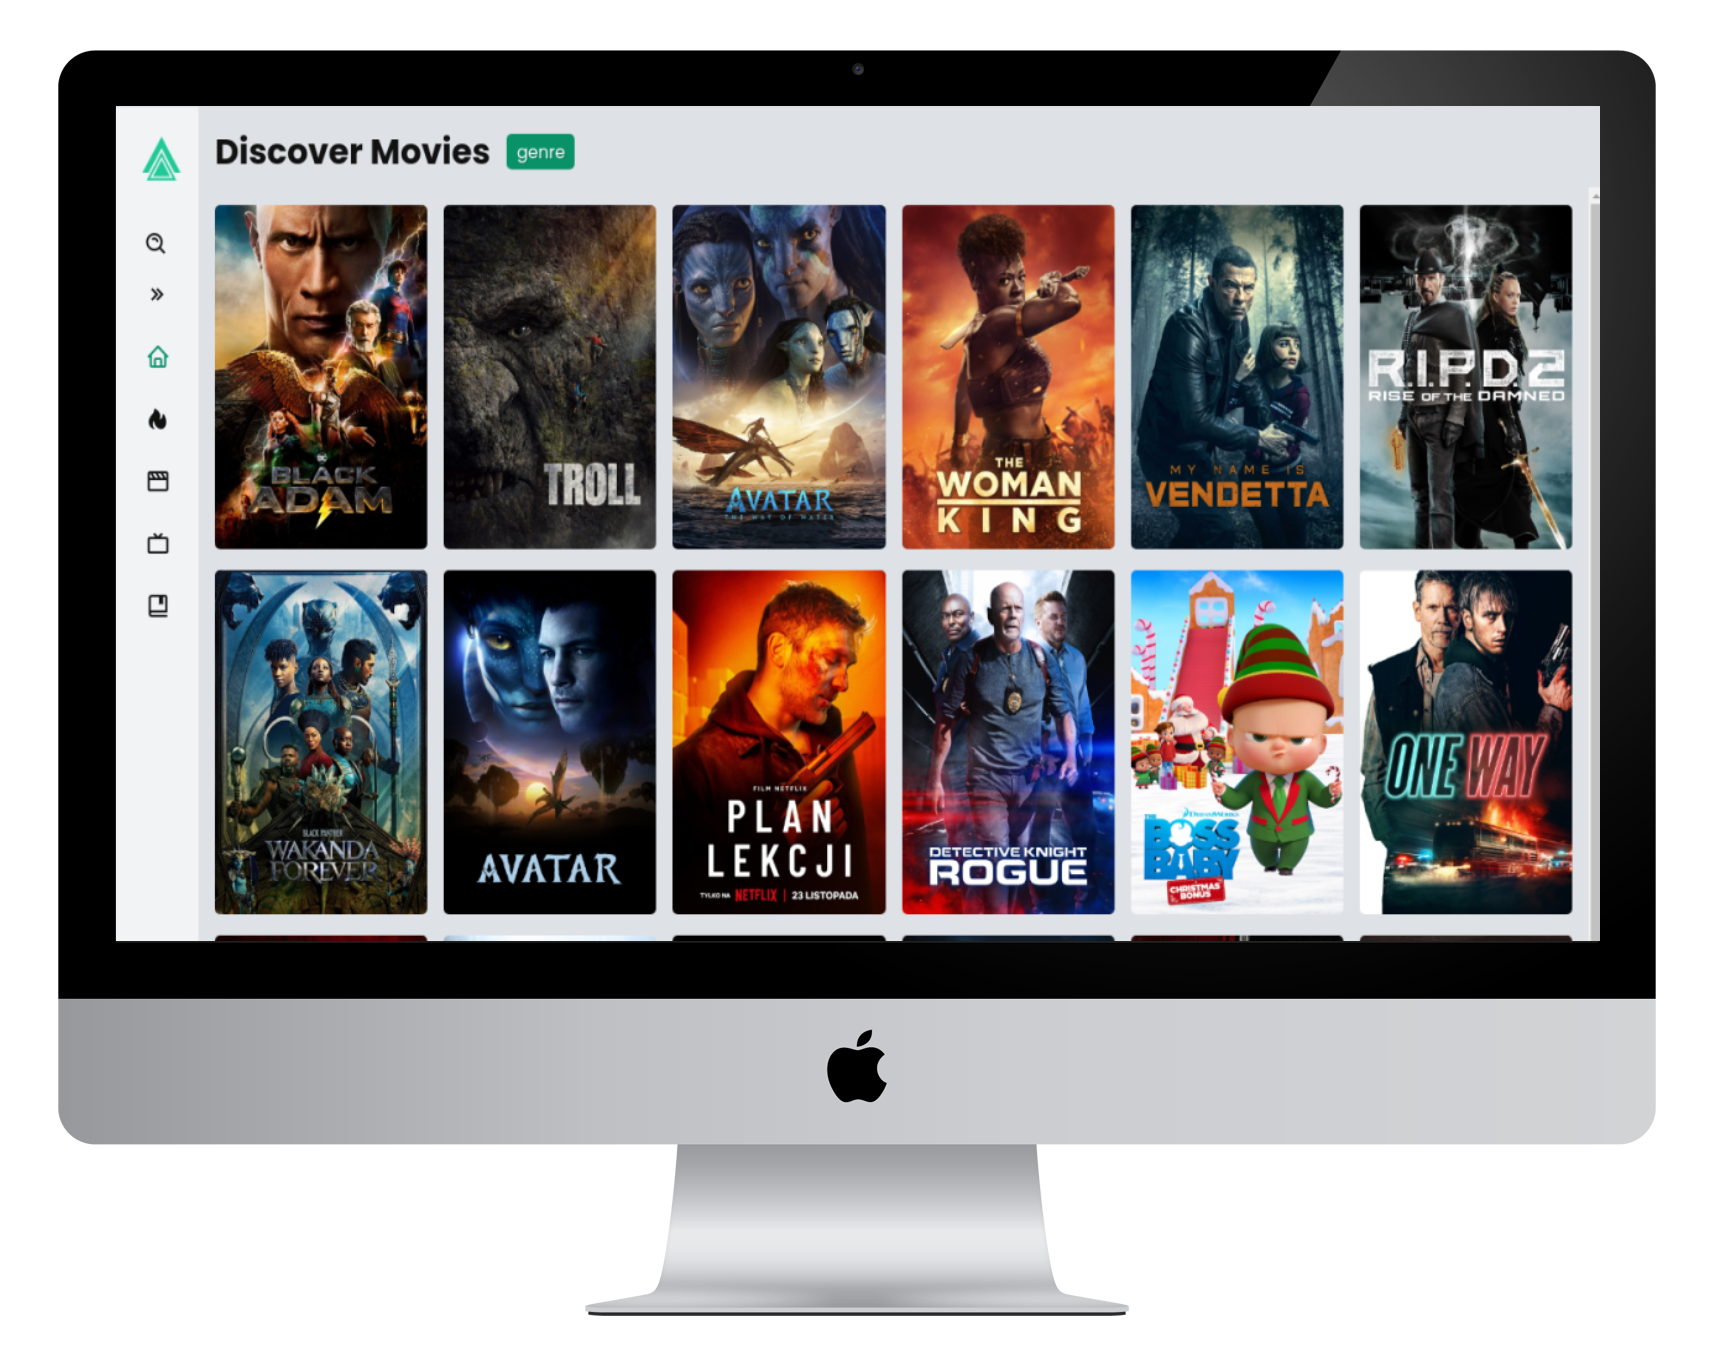 Discover Movies
genre
DC
BLACK
ADAM
TROLL
AVATAR
THE WAY OF WATER
THE
WOMAN
KING
MY NAME IS
VENDETTA
R.I.P.D.2
RISE OF THE DAMNED
BLACK PANTHER
WAKANDA
FOREVER
AVATAR
FILM NETFLIX
PLAN
LEKCJI
TYLKO NA NETFLIX | 23 LISTOPADA
DETECTIVE KNIGHT
ROGUE
DREAMWORKS
THE
BOSS
BABY
CHRISTMAS
BONUS
ONE WAY